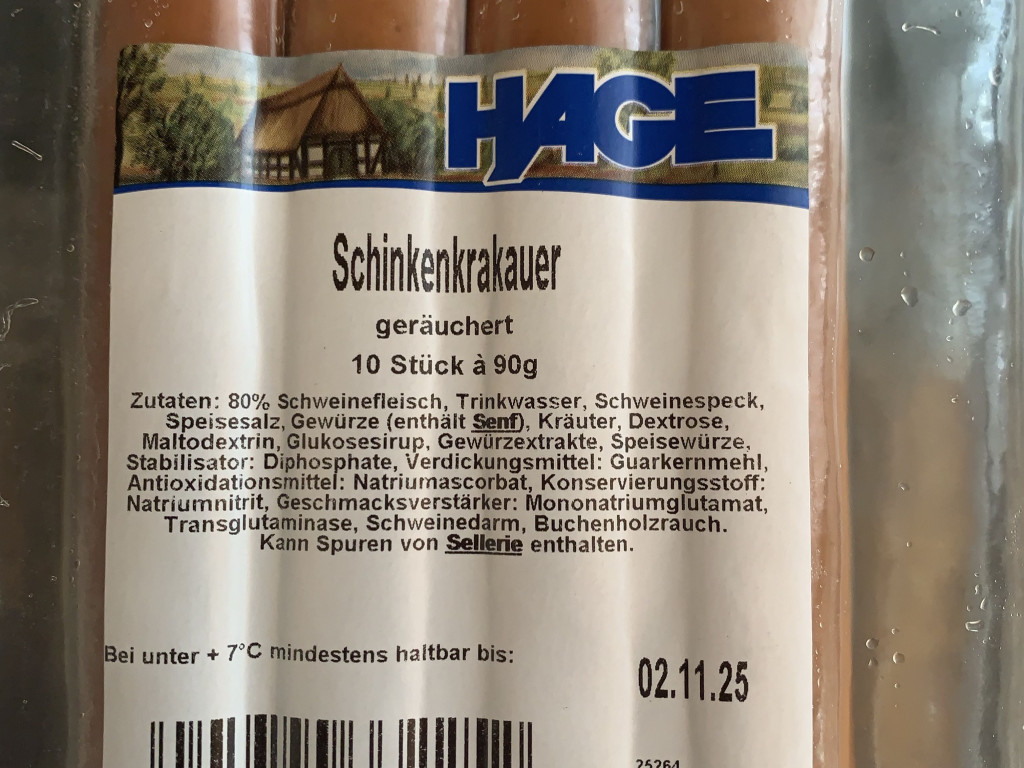 HAGE
Schinkenkrakauer
geräuchert
10 Stück à 90g
Zutaten: 80% Schweinefleisch, Trinkwasser, Schweinespeck,
Speisesalz, Gewürze (enthält Senf), Kräuter, Dextrose,
Maltodextrin, Glukosesirup, Gewürzextrakte, Speisewürze,
Stabilisator: Diphosphate, Verdickungsmittel: Guarkernmehl,
Antioxidationsmittel: Natriumascorbat, Konservierungsstoff:
Natriumnitrit, Geschmacksverstärker: Mononatriumglutamat,
Transglutaminase, Schweinedarm, Buchenholzrauch.
Kann Spuren von Sellerie enthalten.
Bei unter + 7°C mindestens haltbar bis:
02.11.25
25264